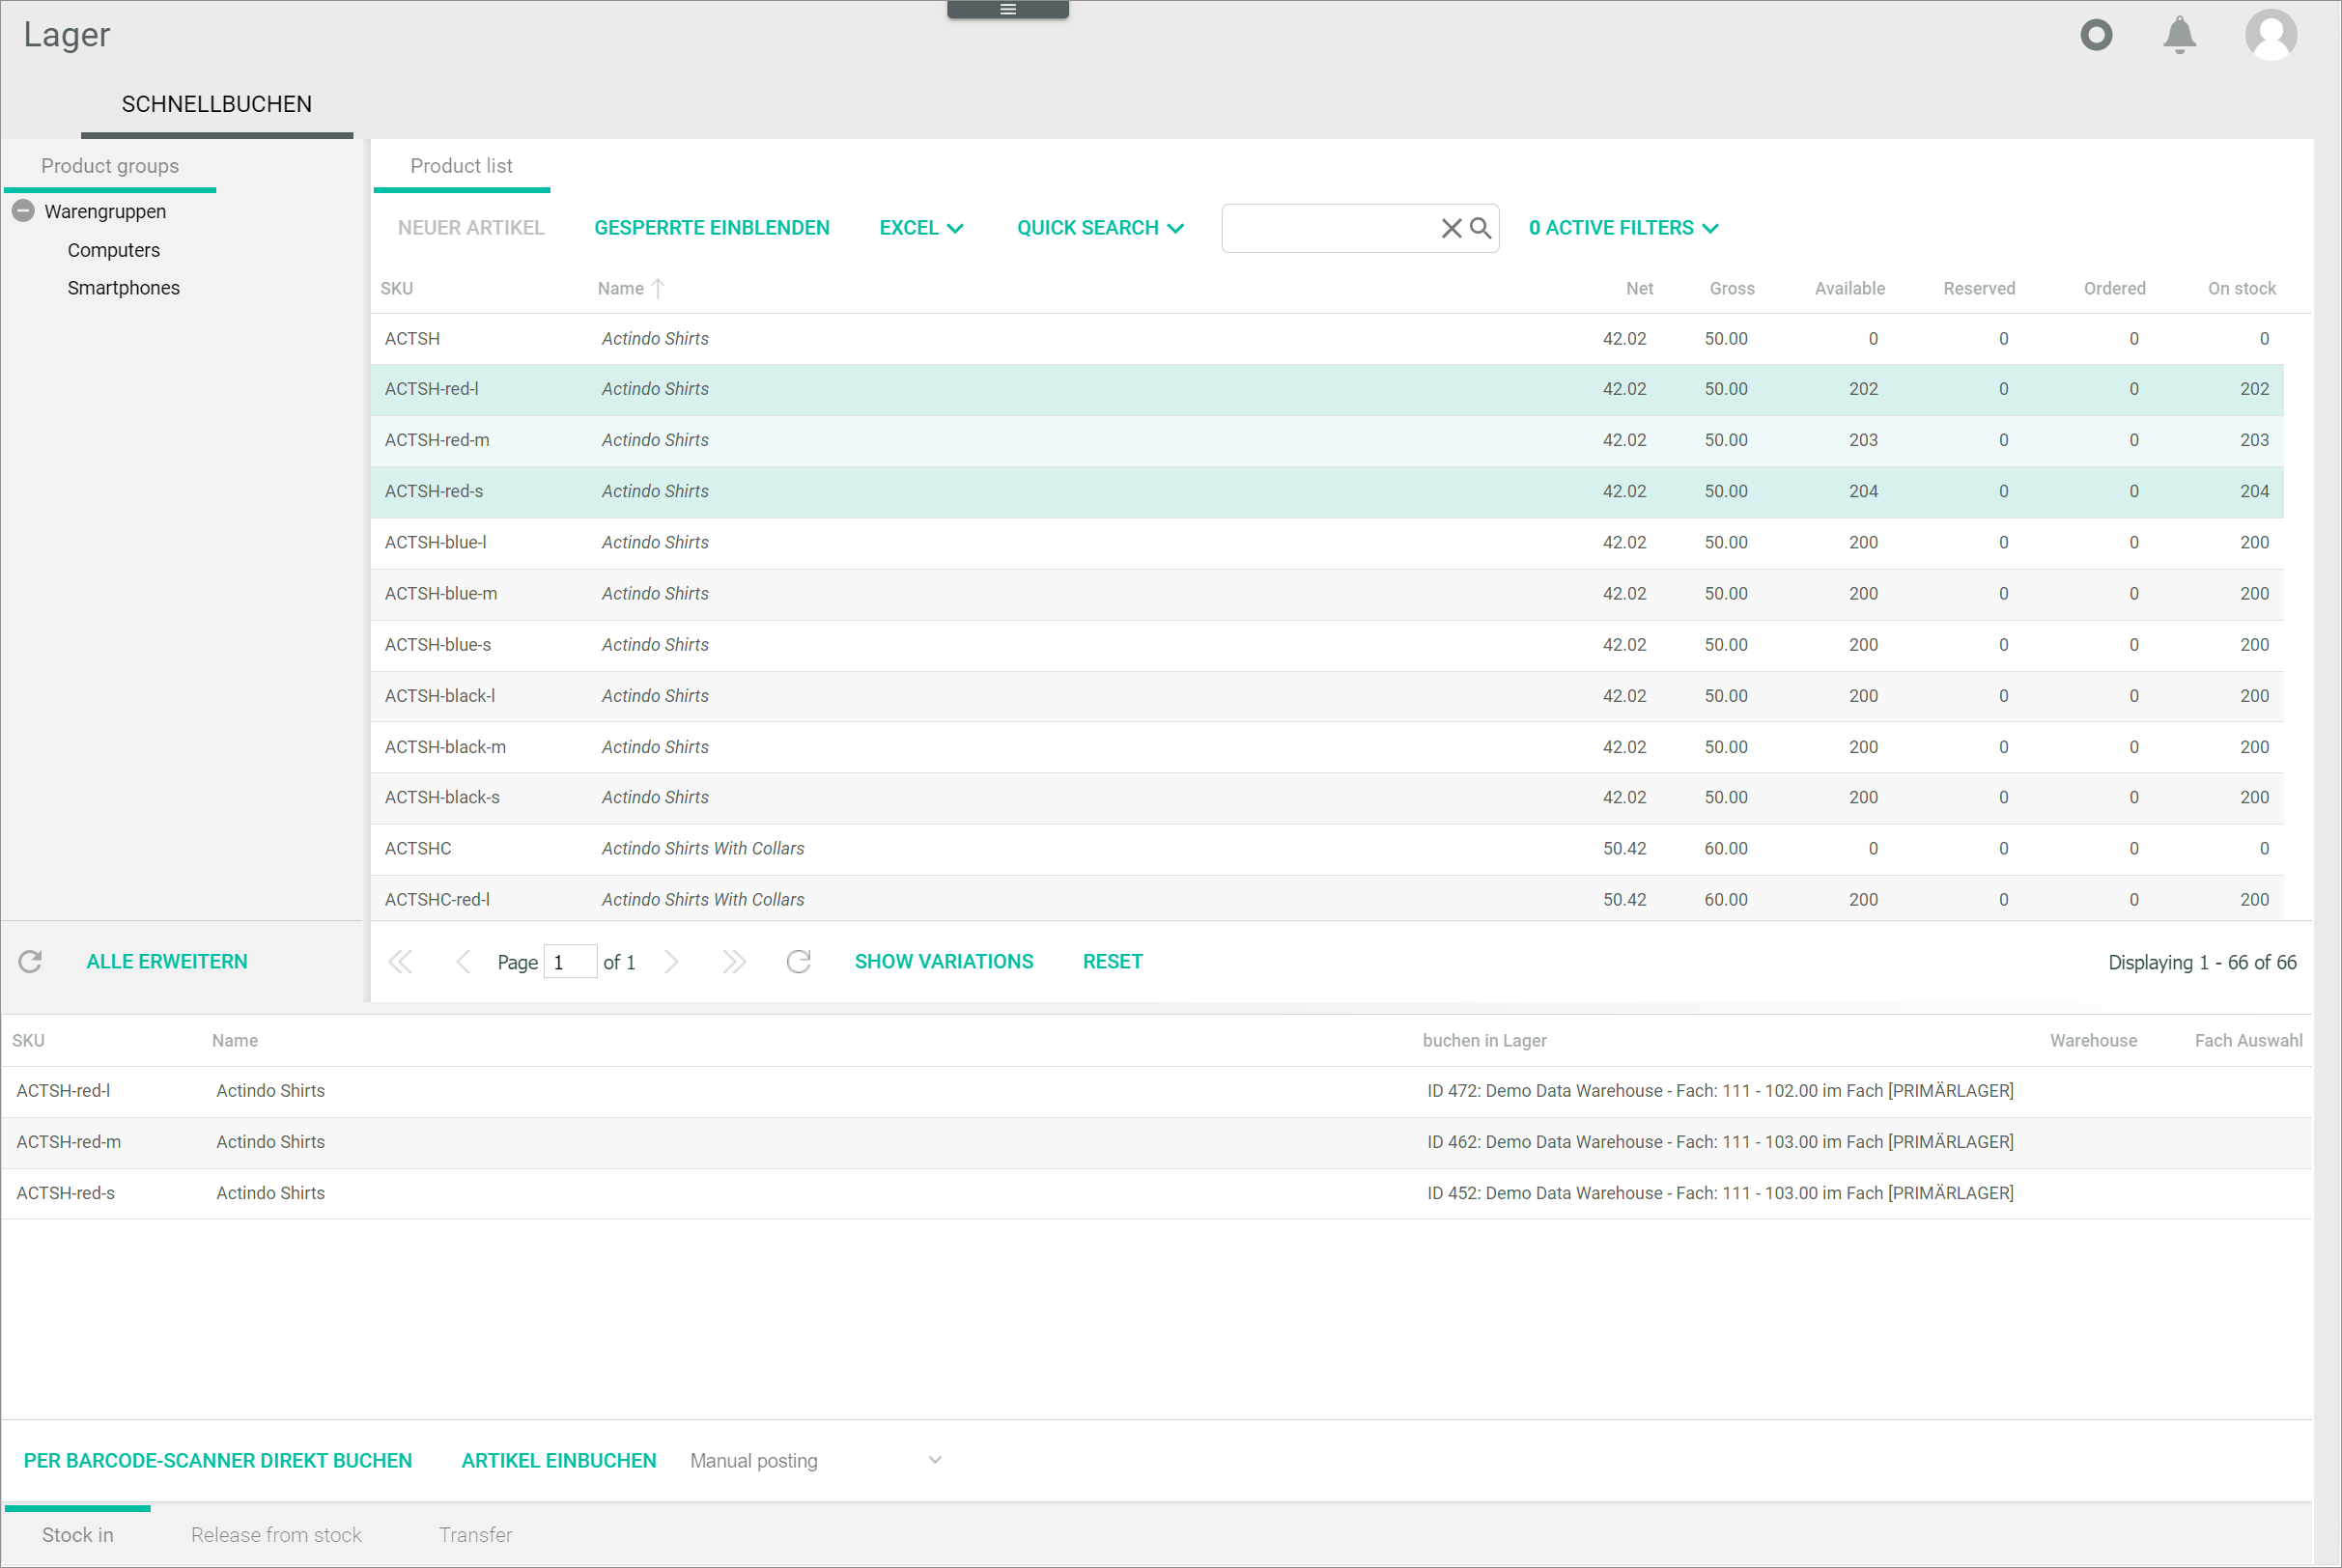 Lager
SCHNELLBUCHEN
Product groups
Product list
Warengruppen
Computers
Smartphones
NEUER ARTIKEL GESPERRTE EINBLENDEN EXCEL QUICK SEARCH 0 ACTIVE FILTERS
SKU Name Net Gross Available Reserved Ordered On stock
ACTSH Actindo Shirts 42.02 50.00 0 0 0 0
ACTSH-red-l Actindo Shirts 42.02 50.00 202 0 0 202
ACTSH-red-m Actindo Shirts 42.02 50.00 203 0 0 203
ACTSH-red-s Actindo Shirts 42.02 50.00 204 0 0 204
ACTSH-blue-l Actindo Shirts 42.02 50.00 200 0 0 200
ACTSH-blue-m Actindo Shirts 42.02 50.00 200 0 0 200
ACTSH-blue-s Actindo Shirts 42.02 50.00 200 0 0 200
ACTSH-black-l Actindo Shirts 42.02 50.00 200 0 0 200
ACTSH-black-m Actindo Shirts 42.02 50.00 200 0 0 200
ACTSH-black-s Actindo Shirts 42.02 50.00 200 0 0 200
ACTSHC Actindo Shirts With Collars 50.42 60.00 0 0 0 0
ACTSHC-red-l Actindo Shirts With Collars 50.42 60.00 200 0 0 200
ALLE ERWEITERN
Page 1 of 1 SHOW VARIATIONS RESET Displaying 1 - 66 of 66
SKU Name buchen in Lager Warehouse Fach Auswahl
ACTSH-red-l Actindo Shirts ID 472: Demo Data Warehouse - Fach: 111 - 102.00 im Fach [PRIMÄRLAGER]
ACTSH-red-m Actindo Shirts ID 462: Demo Data Warehouse - Fach: 111 - 103.00 im Fach [PRIMÄRLAGER]
ACTSH-red-s Actindo Shirts ID 452: Demo Data Warehouse - Fach: 111 - 103.00 im Fach [PRIMÄRLAGER]
PER BARCODE-SCANNER DIREKT BUCHEN ARTIKEL EINBUCHEN Manual posting
Stock in Release from stock Transfer